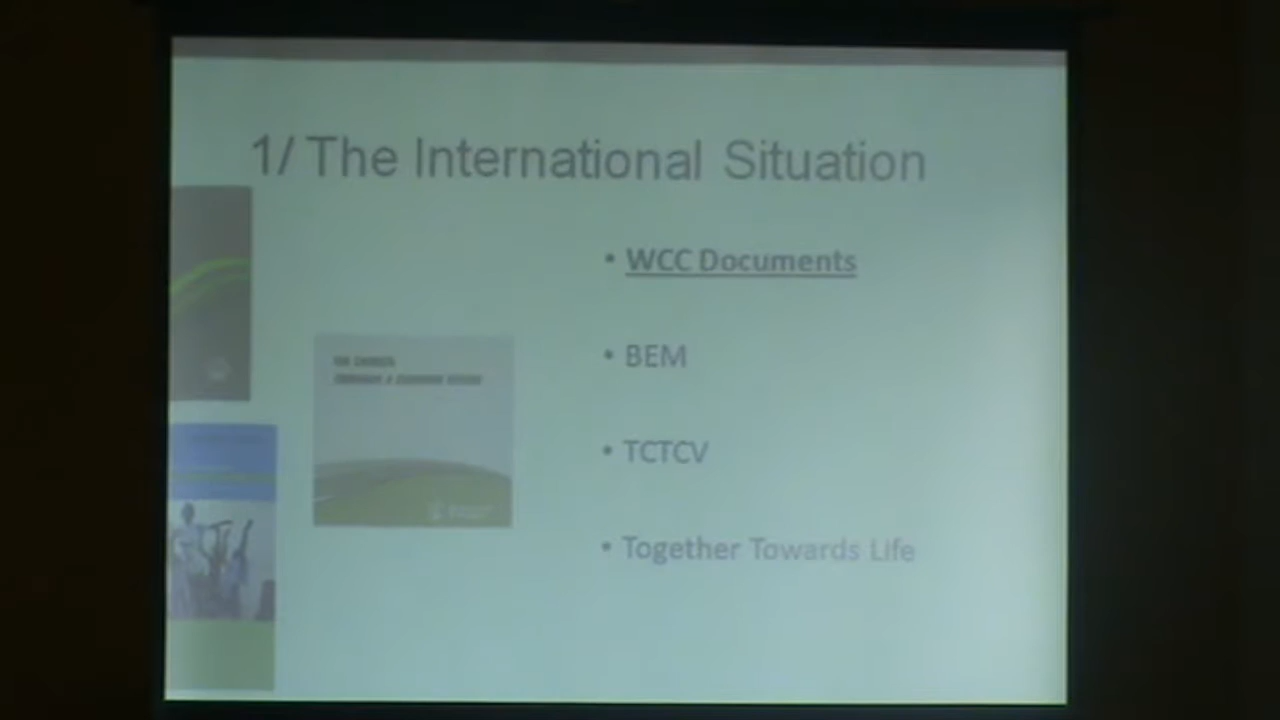 1/ The International Situation
WCC Documents
BEM
TCTCV
Together Towards Life